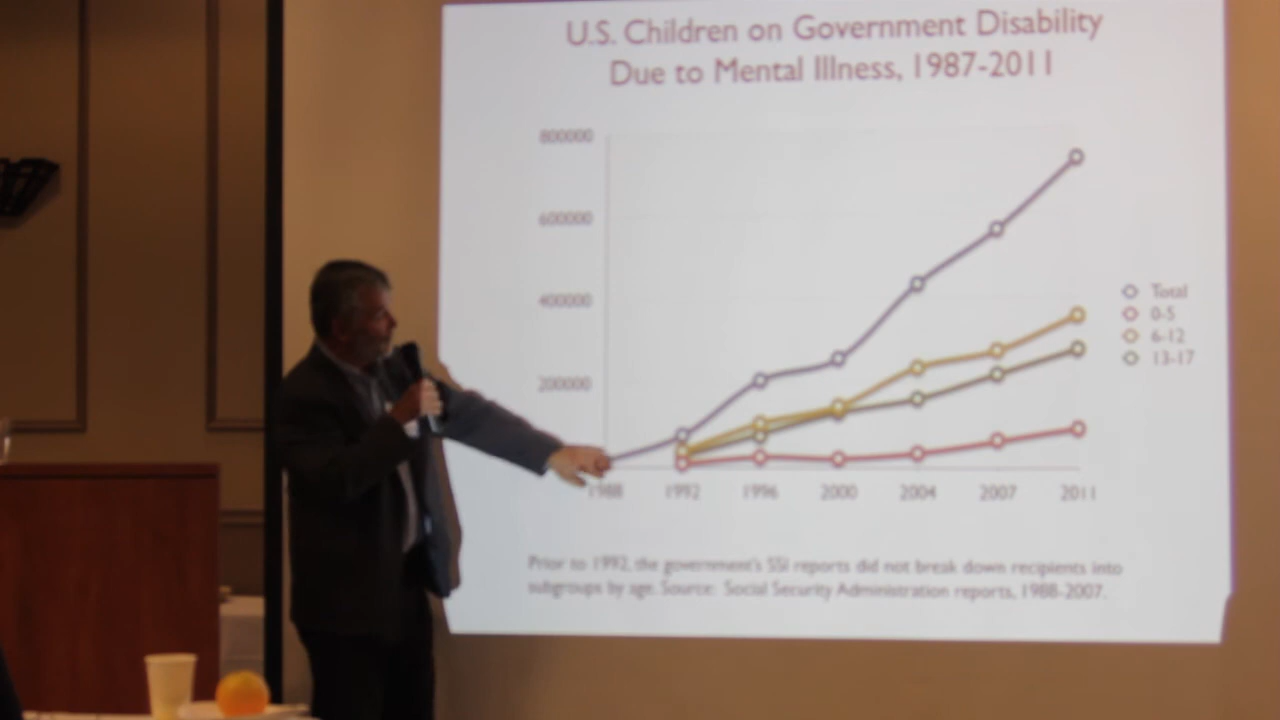 U.S. Children on Government Disability
Due to Mental Illness, 1987-2011
800000
600000
400000
200000
1988 1992 1996 2000 2004 2007 2011
Total
0-5
6-12
13-17
Prior to 1992, the government's SSI reports did not break down recipients into
subgroups by age. Source: Social Security Administration reports, 1988-2007.